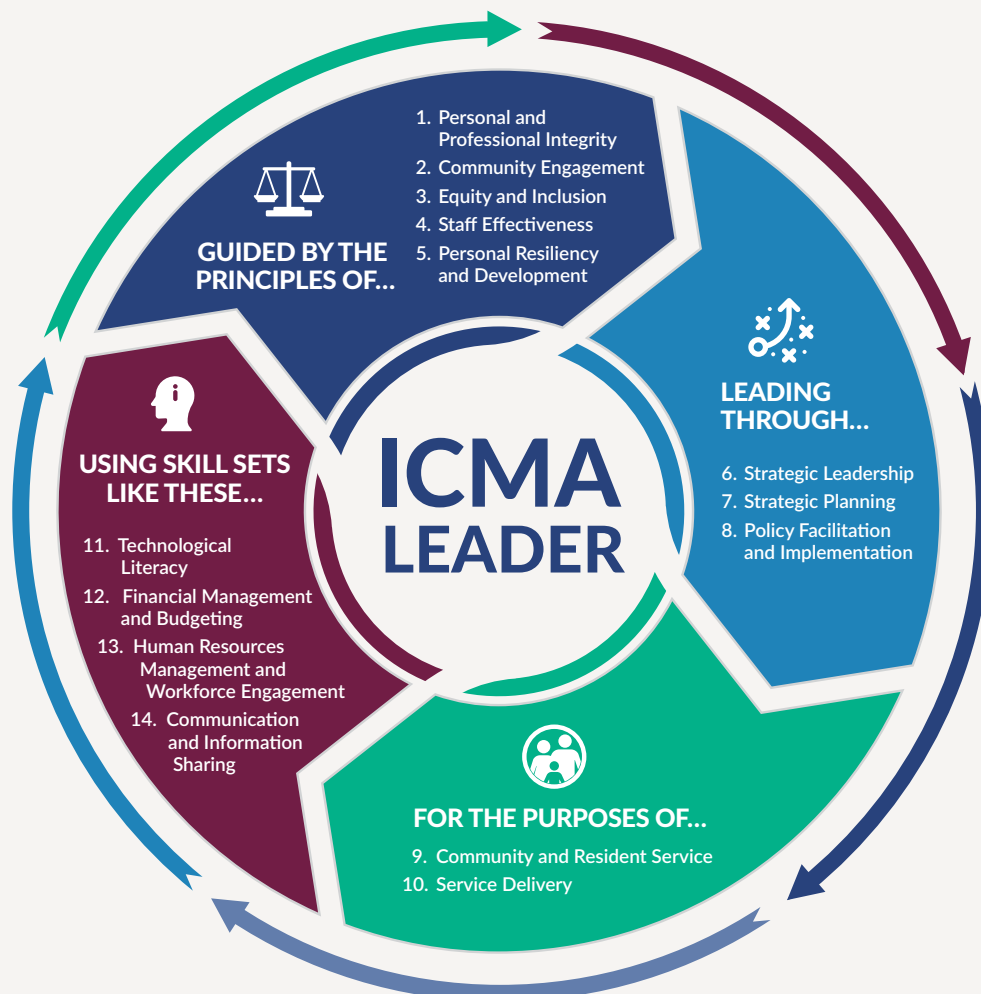 GUIDED BY THE
PRINCIPLES OF...
1. Personal and
Professional Integrity
2. Community Engagement
3. Equity and Inclusion
4. Staff Effectiveness
5. Personal Resiliency
and Development
LEADING
THROUGH...
6. Strategic Leadership
7. Strategic Planning
8. Policy Facilitation
and Implementation
FOR THE PURPOSES OF...
9. Community and Resident Service
10. Service Delivery
USING SKILL SETS
LIKE THESE...
11. Technological
Literacy
12. Financial Management
and Budgeting
13. Human Resources
Management and
Workforce Engagement
14. Communication
and Information
Sharing
ICMA
LEADER